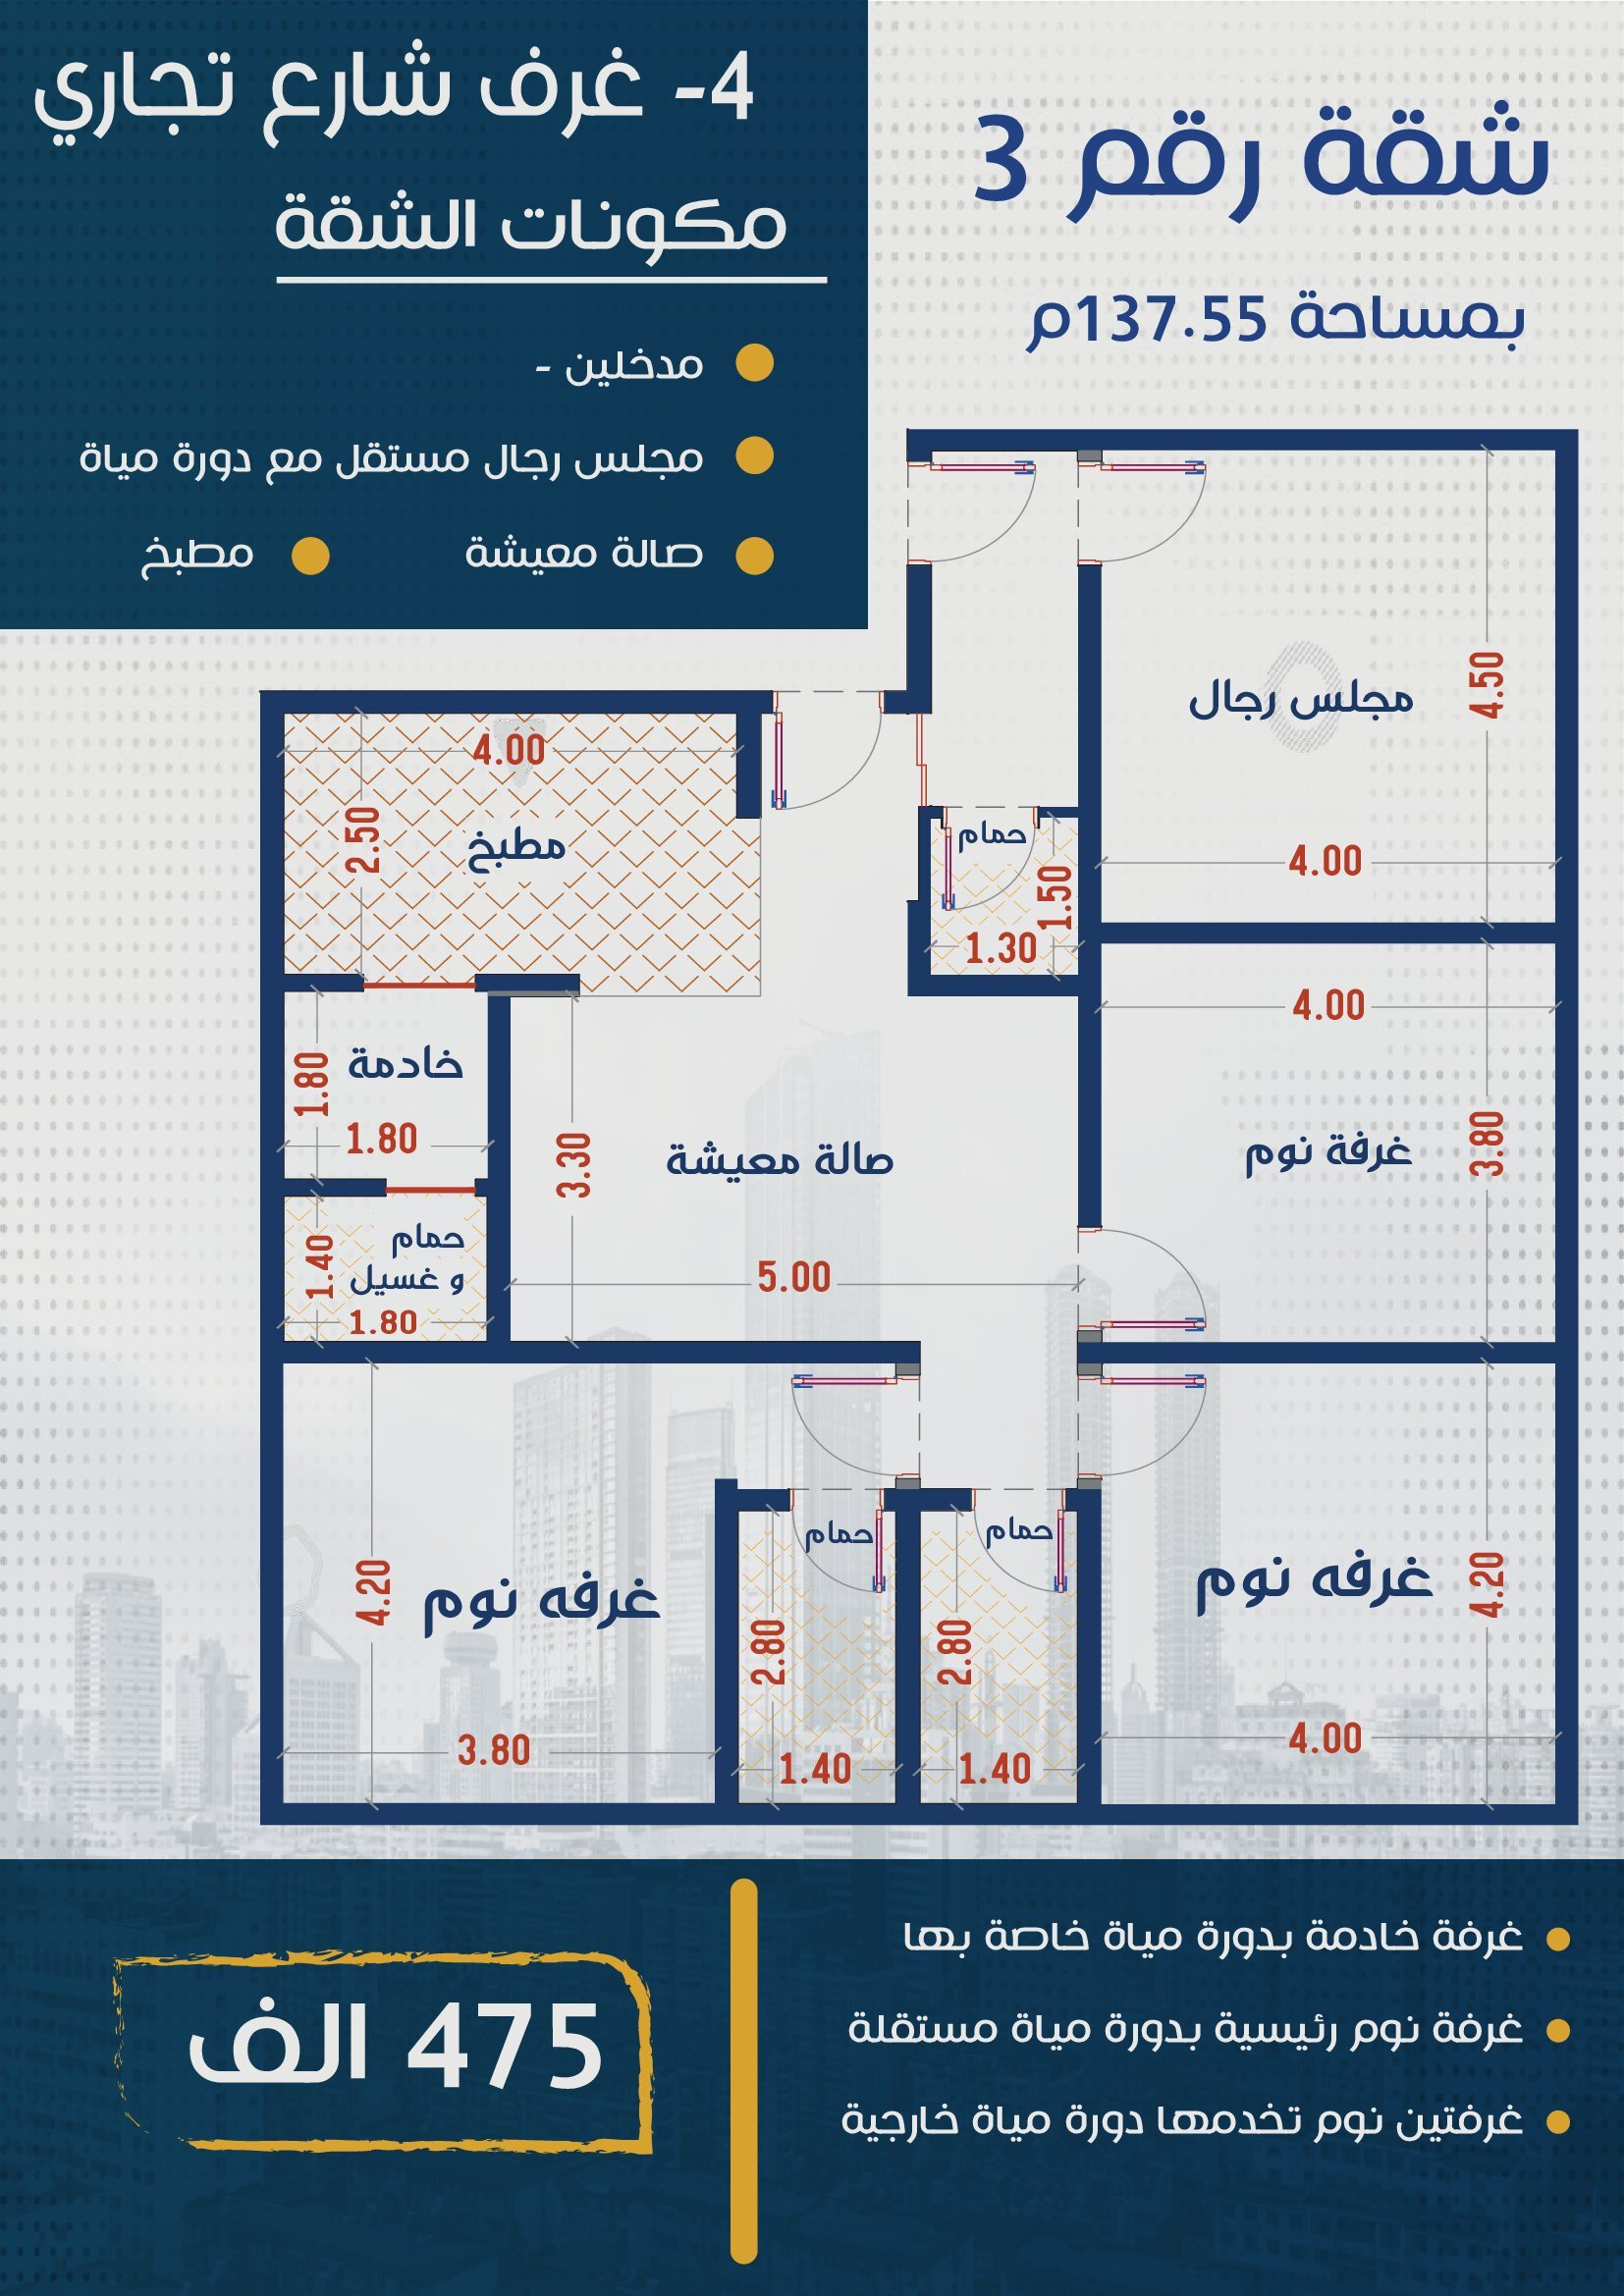 شقة رقم 3
بمساحة 137.55م
4- غرف شارع تجاري
مكونات الشقة
مدخلين -
مجلس رجال مستقل مع دورة مياة
صالة معيشة
مطبخ
مجلس رجال
4.50
4.00
4.00
2.50
مطبخ
حمام
1.50
1.30
4.00
غرفة نوم
3.80
خادمة
1.80
1.80
صالة معيشة
3.30
5.00
حمام
و غسيل
1.40
1.80
غرفه نوم
4.20
3.80
حمام
2.80
1.40
حمام
2.80
1.40
غرفه نوم
4.20
4.00
غرفة خادمة بدورة مياة خاصة بها
غرفة نوم رئيسية بدورة مياة مستقلة
غرفتين نوم تخدمها دورة مياة خارجية
475 الف